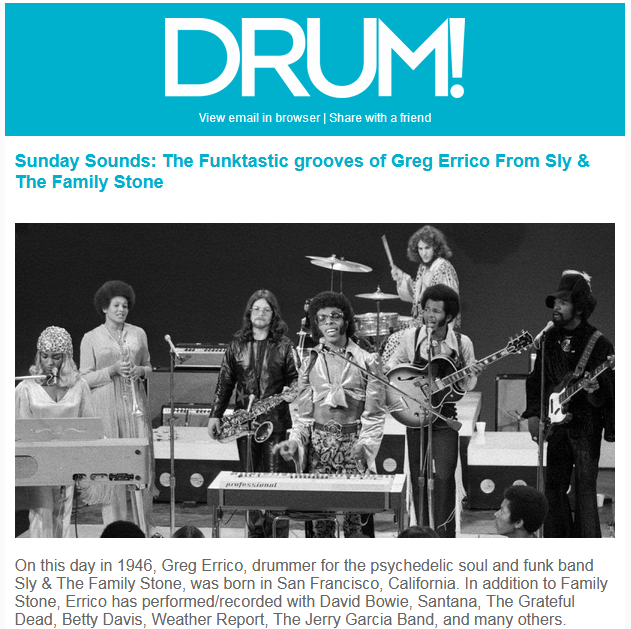 DRUM!
View email in browser | Share with a friend
Sunday Sounds: The Funktastic grooves of Greg Errico From Sly &
The Family Stone
professional
On this day in 1946, Greg Errico, drummer for the psychedelic soul and funk band
Sly & The Family Stone, was born in San Francisco, California. In addition to Family
Stone, Errico has performed/recorded with David Bowie, Santana, The Grateful
Dead, Betty Davis, Weather Report, The Jerry Garcia Band, and many others.